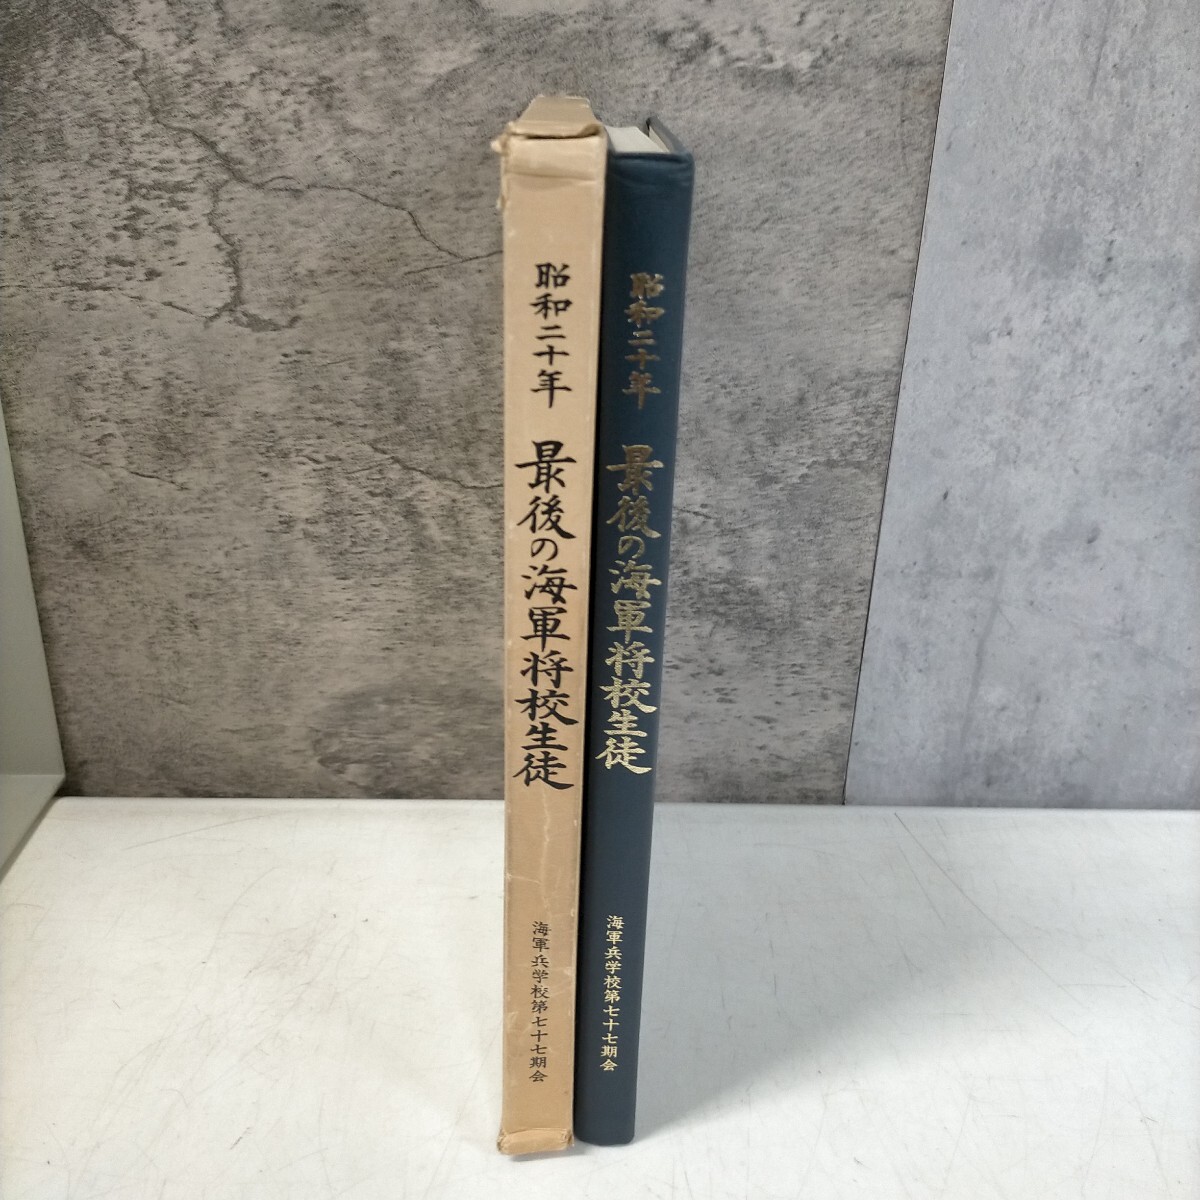 昭和二十年
最後の海軍将校生徒
海軍兵学校第七十七期会
昭和二十年
最後の海軍将校生徒
海軍兵学校第七十七期会